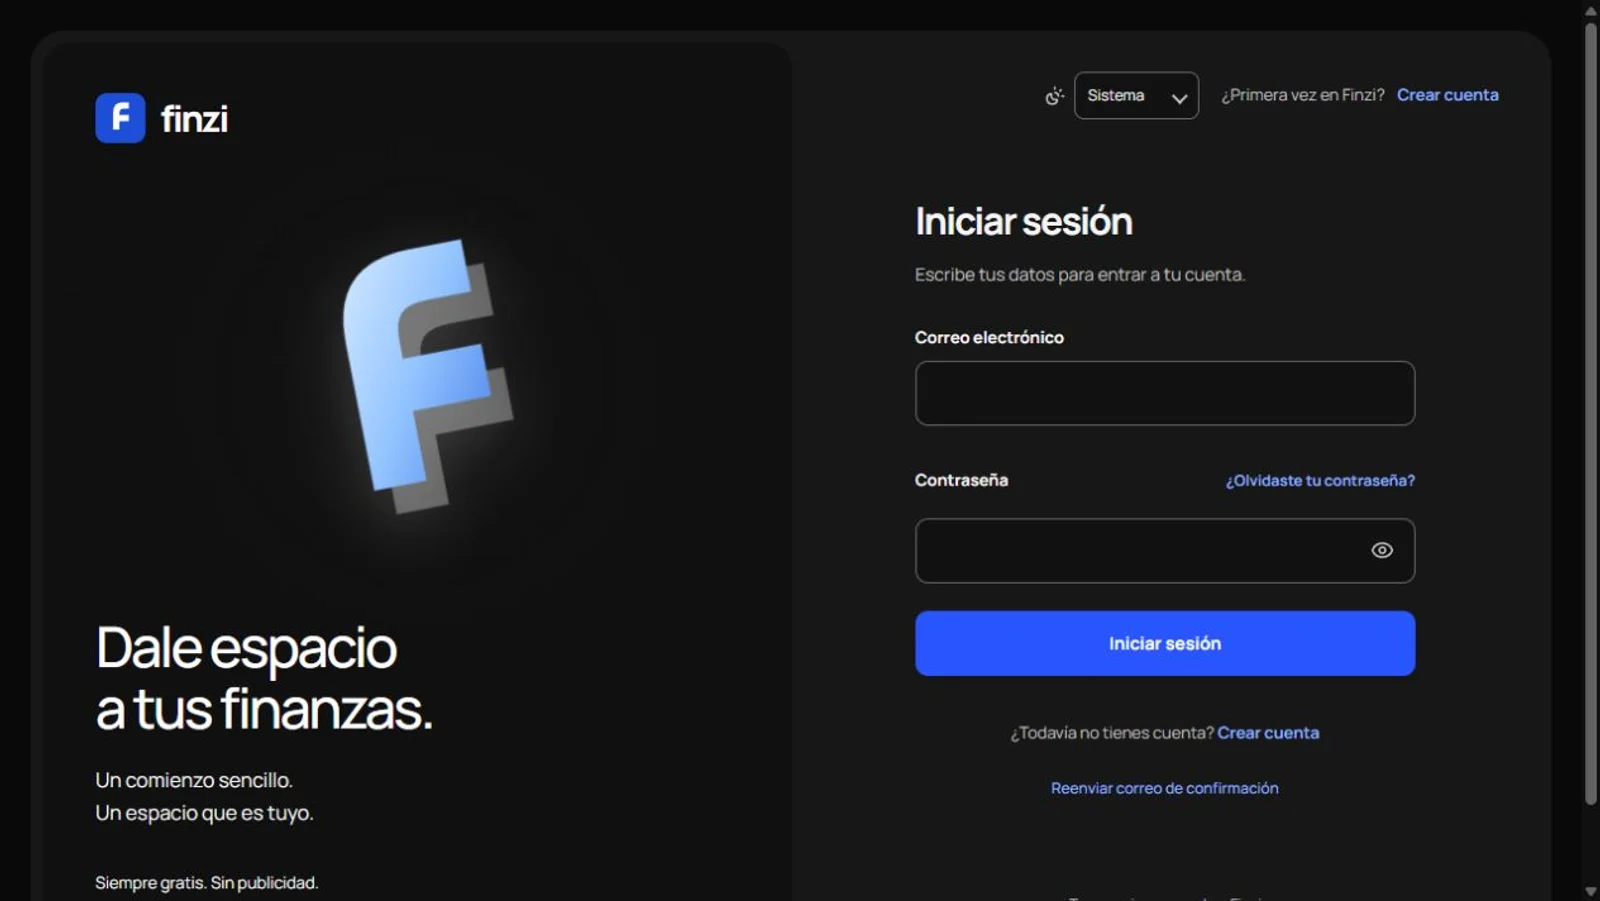 finzi
Dale espacio
a tus finanzas.
Un comienzo sencillo.
Un espacio que es tuyo.
Siempre gratis. Sin publicidad.
Sistema
¿Primera vez en Finzi? Crear cuenta
Iniciar sesión
Escribe tus datos para entrar a tu cuenta.
Correo electrónico
Contraseña
¿Olvidaste tu contraseña?
Iniciar sesión
¿Todavía no tienes cuenta? Crear cuenta
Reenviar correo de confirmación